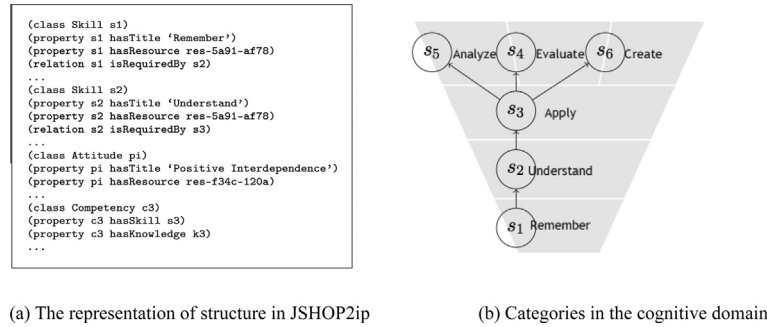 (class Skill s1)
(property s1 hasTitle ‘Remember’)
(property s1 hasResource res-5a91-af78)
(relation s1 isRequiredBy s2)
...
(class Skill s2)
(property s2 hasTitle ‘Understand’)
(property s2 hasResource res-5a91-af78)
(relation s2 isRequiredBy s3)
...
(class Attitude pi)
(property pi hasTitle ‘Positive Interdependence’)
(property pi hasResource res-f34c-120a)
...
(class Competency c3)
(property c3 hasSkill s3)
(property c3 hasKnowledge k3)
...
(a) The representation of structure in JSHOP2ip
s5 Analyze s4 Evaluate s6 Create
s3 Apply
s2 Understand
s1 Remember
(b) Categories in the cognitive domain